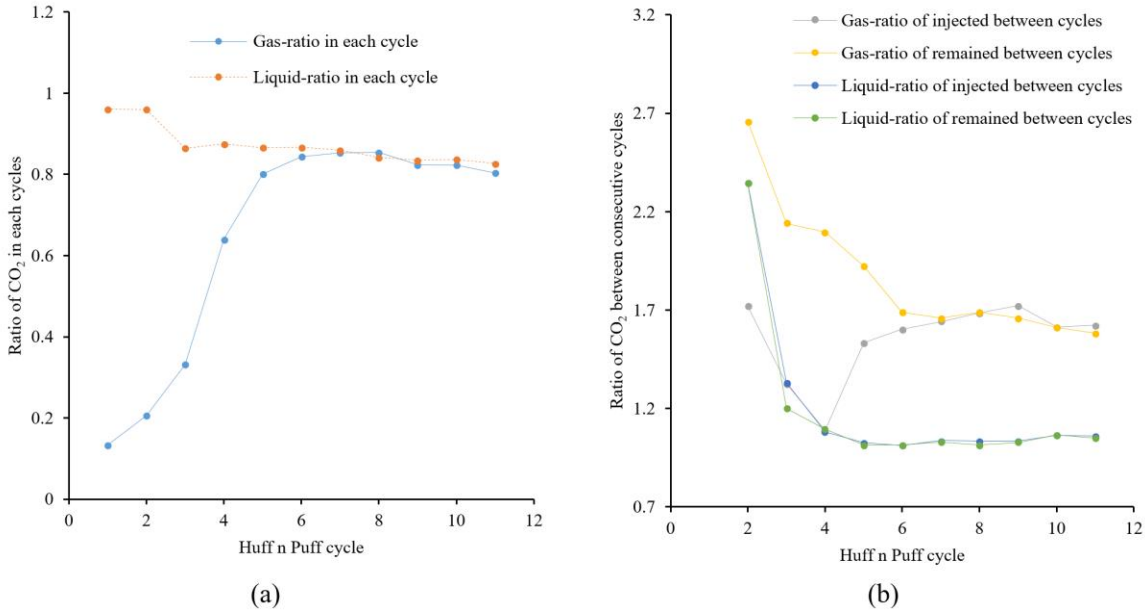 1.2
1
0.8
0.6
0.4
0.2
0
Ratio of CO2 in each cycles
Gas-ratio in each cycle
Liquid-ratio in each cycle
0 2 4 6 8 10 12
Huff n Puff cycle
(a)
3.2
2.7
2.2
1.7
1.2
0.7
Ratio of CO2 between consecutive cycles
Gas-ratio of injected between cycles
Gas-ratio of remained between cycles
Liquid-ratio of injected between cycles
Liquid-ratio of remained between cycles
0 2 4 6 8 10 12
Huff n Puff cycle
(b)